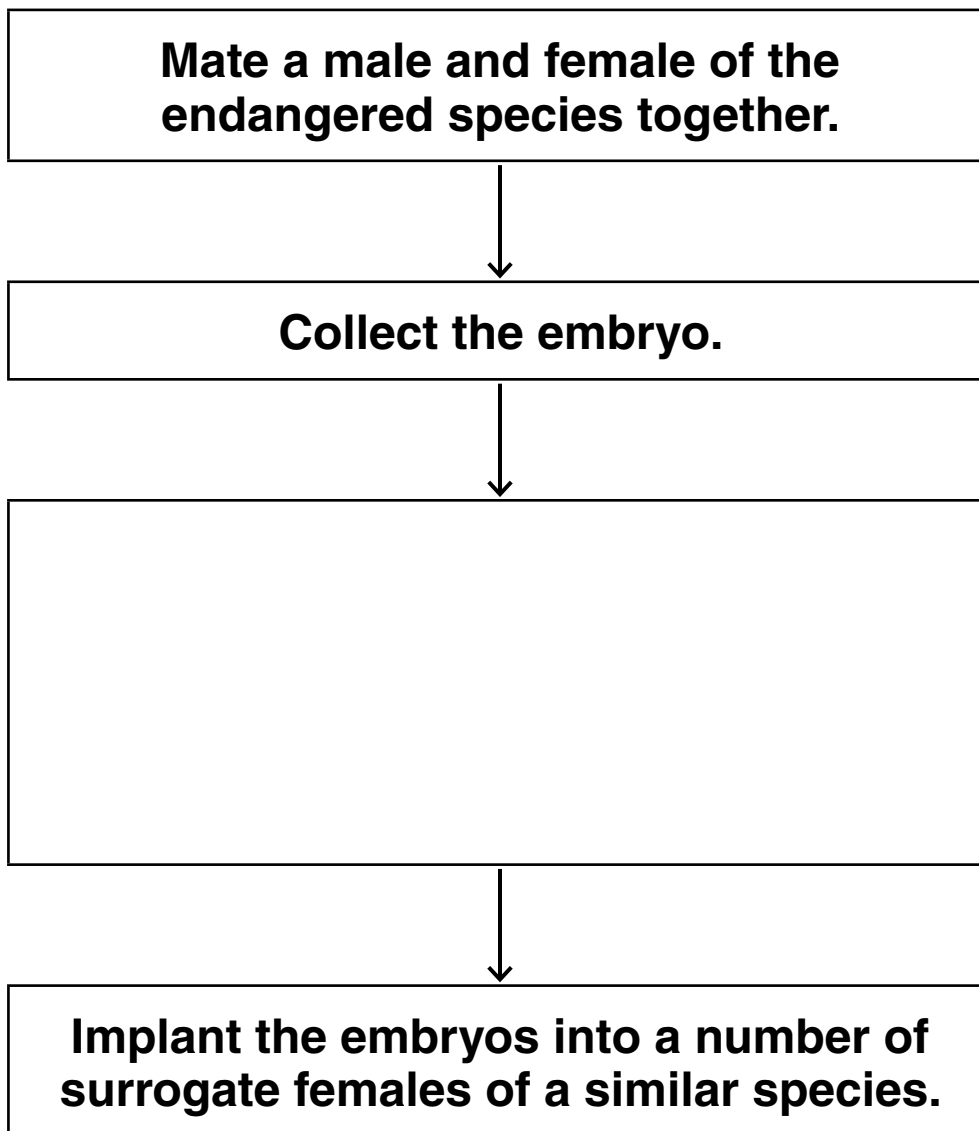 Mate a male and female of the
endangered species together.
Collect the embryo.
Implant the embryos into a number of
surrogate females of a similar species.